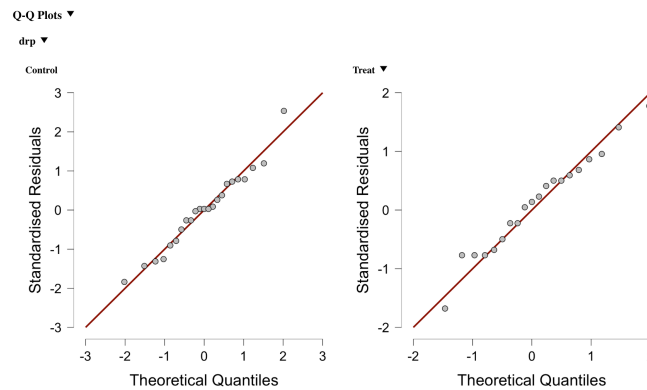 Q-Q Plots ▼
drp ▼
Control
Treat ▼
3
2
1
0
-1
-2
-3
Standardised Residuals
-3
-2
-1
0
1
2
3
Theoretical Quantiles
2
1
0
-1
-2
Standardised Residuals
-2
-1
0
1
Theoretical Quantiles